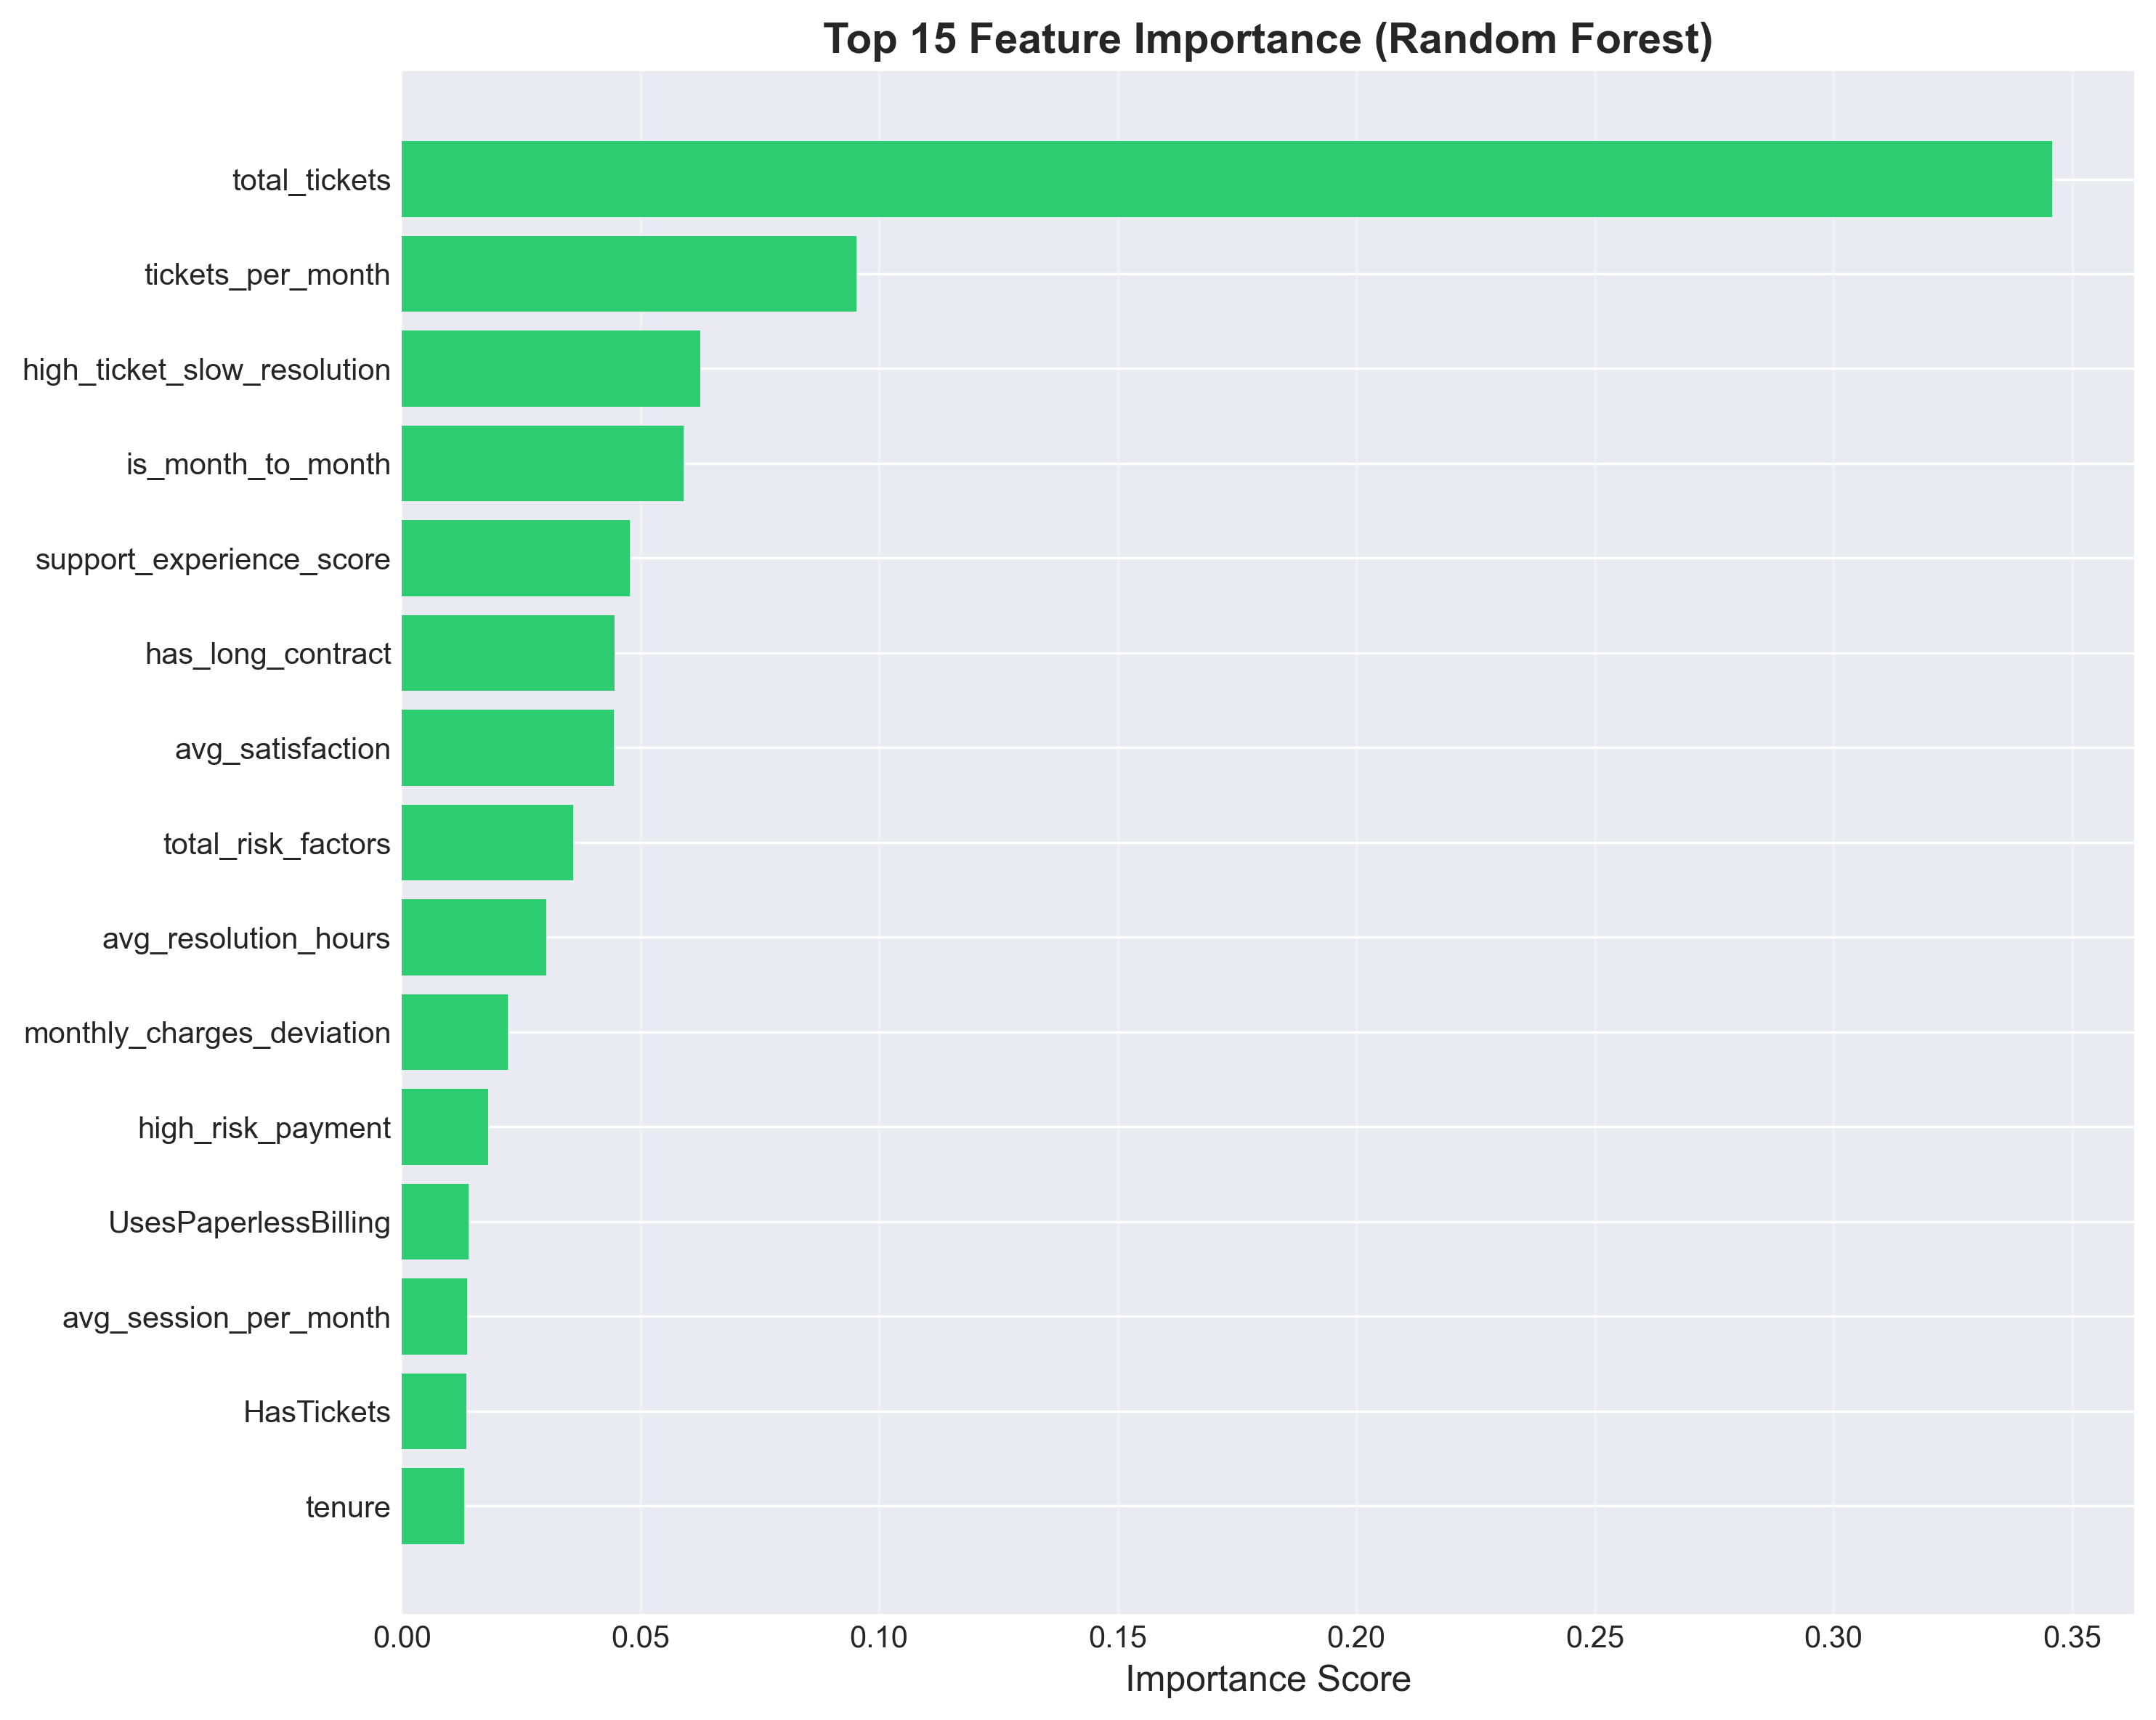 Top 15 Feature Importance (Random Forest)
total_tickets
tickets_per_month
high_ticket_slow_resolution
is_month_to_month
support_experience_score
has_long_contract
avg_satisfaction
total_risk_factors
avg_resolution_hours
monthly_charges_deviation
high_risk_payment
UsesPaperlessBilling
avg_session_per_month
HasTickets
tenure
0.00 0.05 0.10 0.15 0.20 0.25 0.30 0.35
Importance Score